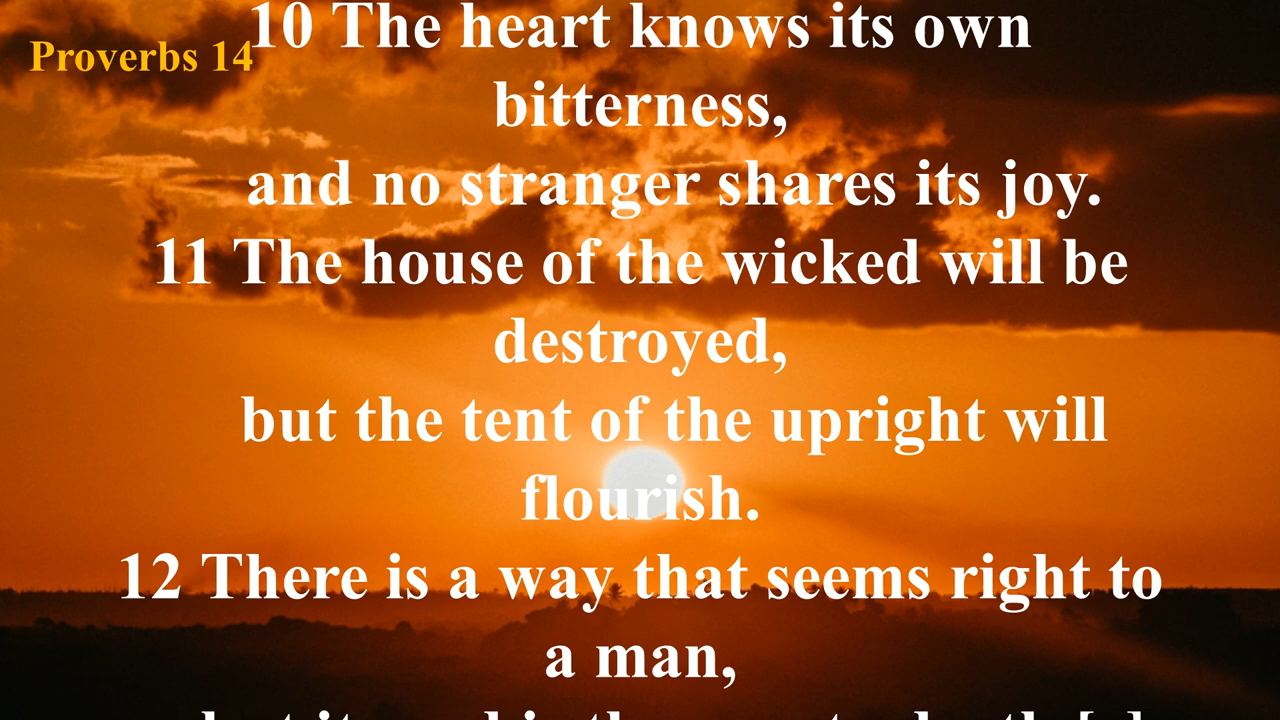 Proverbs 14
10 The heart knows its own
bitterness,
and no stranger shares its joy.
11 The house of the wicked will be
destroyed,
but the tent of the upright will
flourish.
12 There is a way that seems right to
a man,